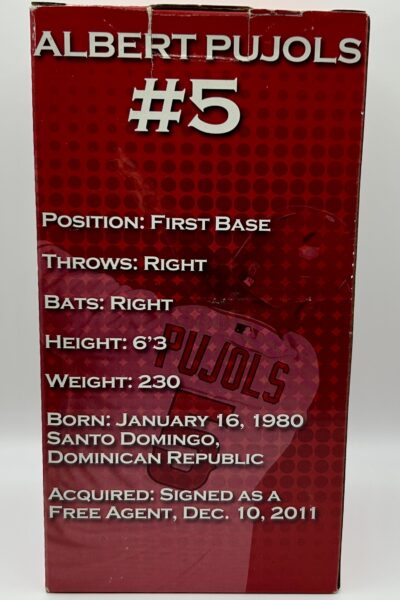 ALBERT PUJOLS
#5
POSITION: FIRST BASE
THROWS: RIGHT
BATS: RIGHT
HEIGHT: 6'3
PUJOLS
5
WEIGHT: 230
BORN: JANUARY 16, 1980
SANTO DOMINGO,
DOMINICAN REPUBLIC
ACQUIRED: SIGNED AS A
FREE AGENT, DEC. 10, 2011